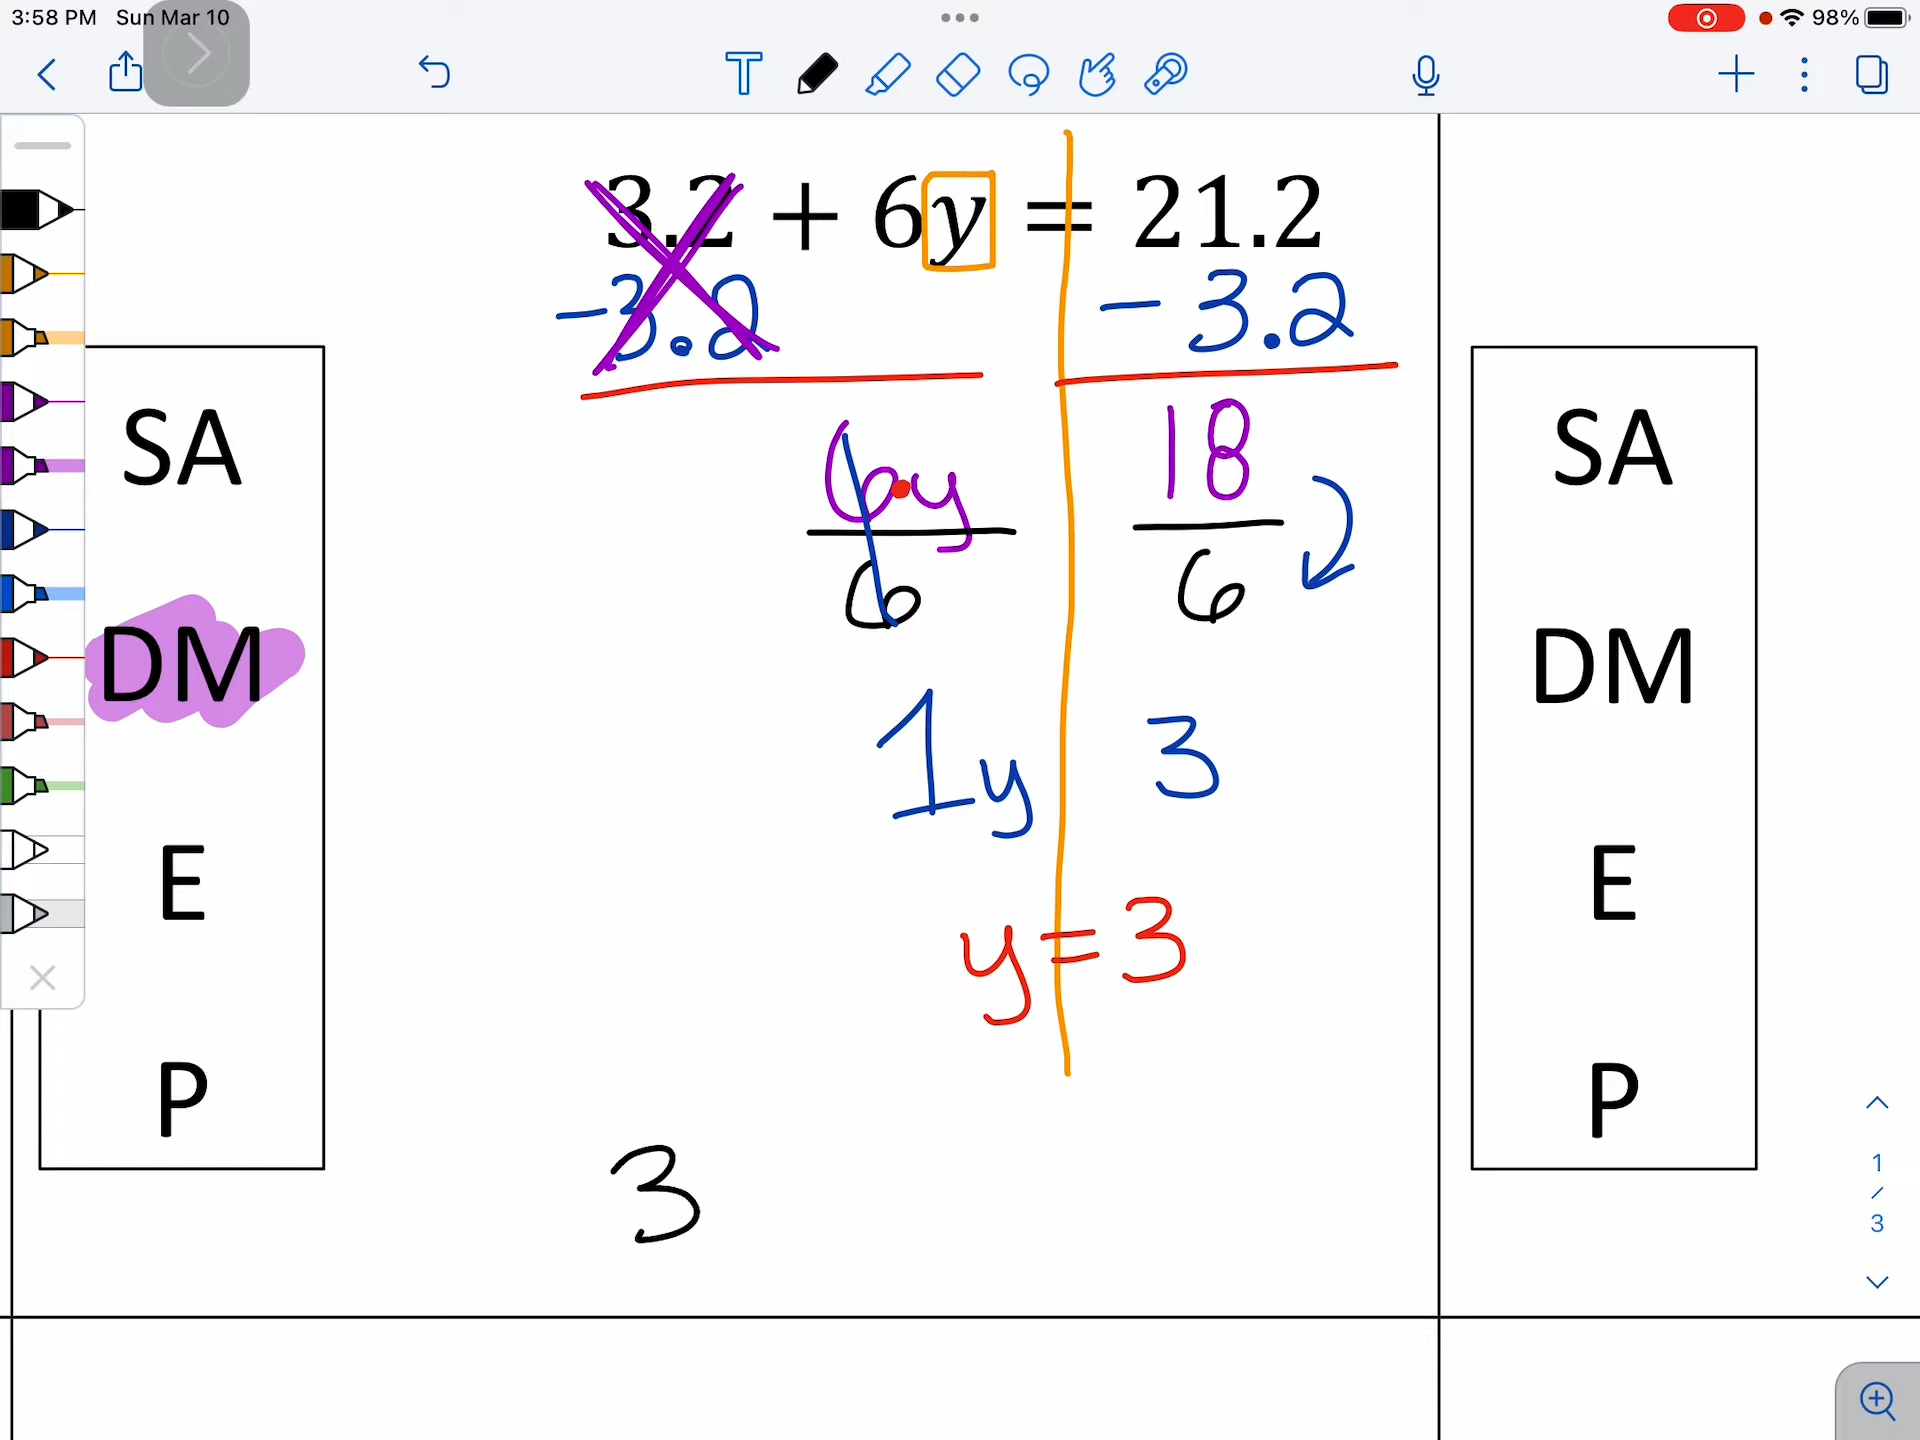 3:58 PM Sun Mar 10
98%
T
3.2 + 6y = 21.2
-3.2 - 3.2
6•y 18
6 6
1y 3
y=3
3
SA
DM
E
P
SA
DM
E
P
1
/
3